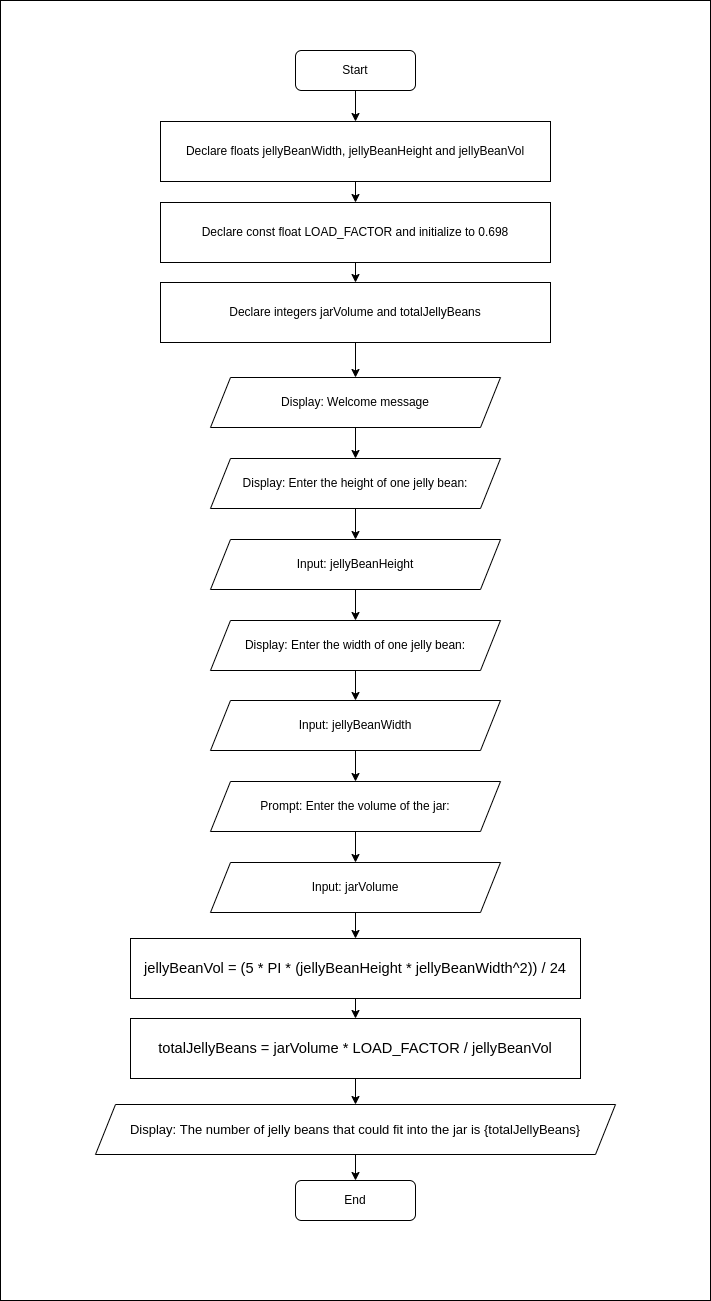 Start
Declare floats jellyBeanWidth, jellyBeanHeight and jellyBeanVol
Declare const float LOAD_FACTOR and initialize to 0.698
Declare integers jarVolume and totalJellyBeans
Display: Welcome message
Display: Enter the height of one jelly bean:
Input: jellyBeanHeight
Display: Enter the width of one jelly bean:
Input: jellyBeanWidth
Prompt: Enter the volume of the jar:
Input: jarVolume
jellyBeanVol = (5 * PI * (jellyBeanHeight * jellyBeanWidth^2)) / 24
totalJellyBeans = jarVolume * LOAD_FACTOR / jellyBeanVol
Display: The number of jelly beans that could fit into the jar is {totalJellyBeans}
End